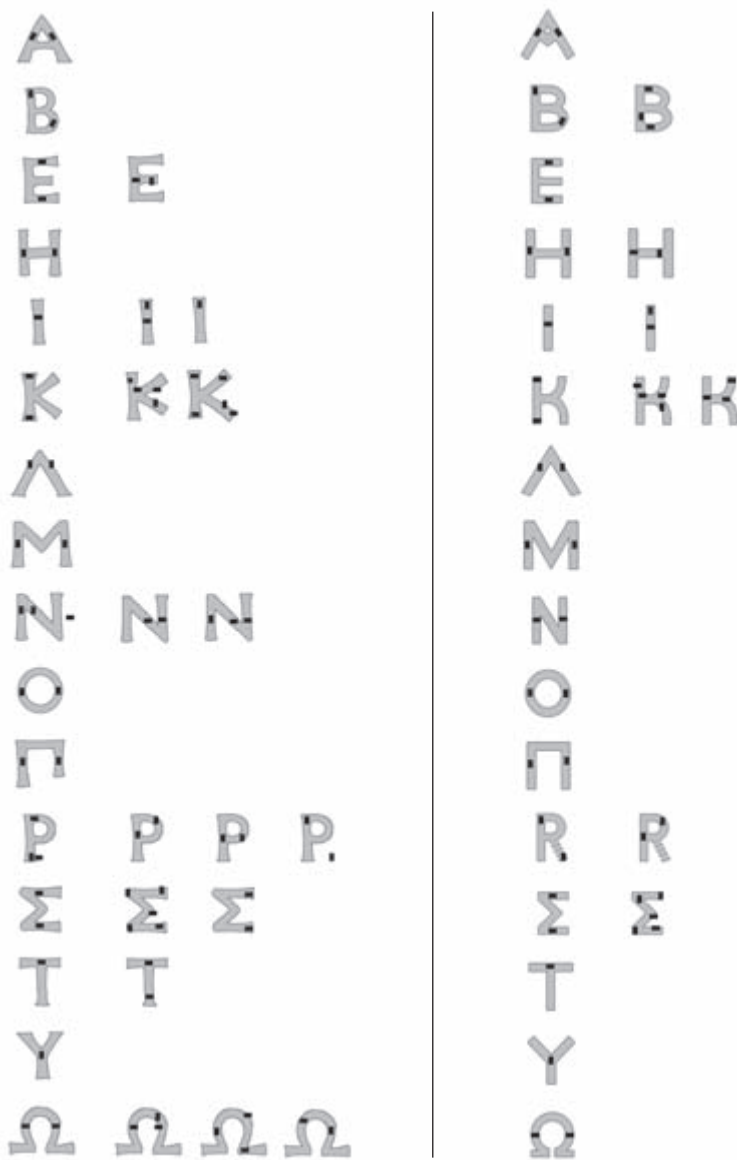 Α Α
Β Β Β
Ε Ε Ε
Η Η Η
Ι Ι Ι Ι Ι
Κ Κ Κ Κ Κ Κ
Λ Λ
Μ Μ
Ν Ν Ν Ν
Ο Ο
Π Π
Ρ Ρ Ρ Ρ R R
Σ Σ Σ Σ Σ
Τ Τ Τ
Υ Υ
Ω Ω Ω Ω Ω